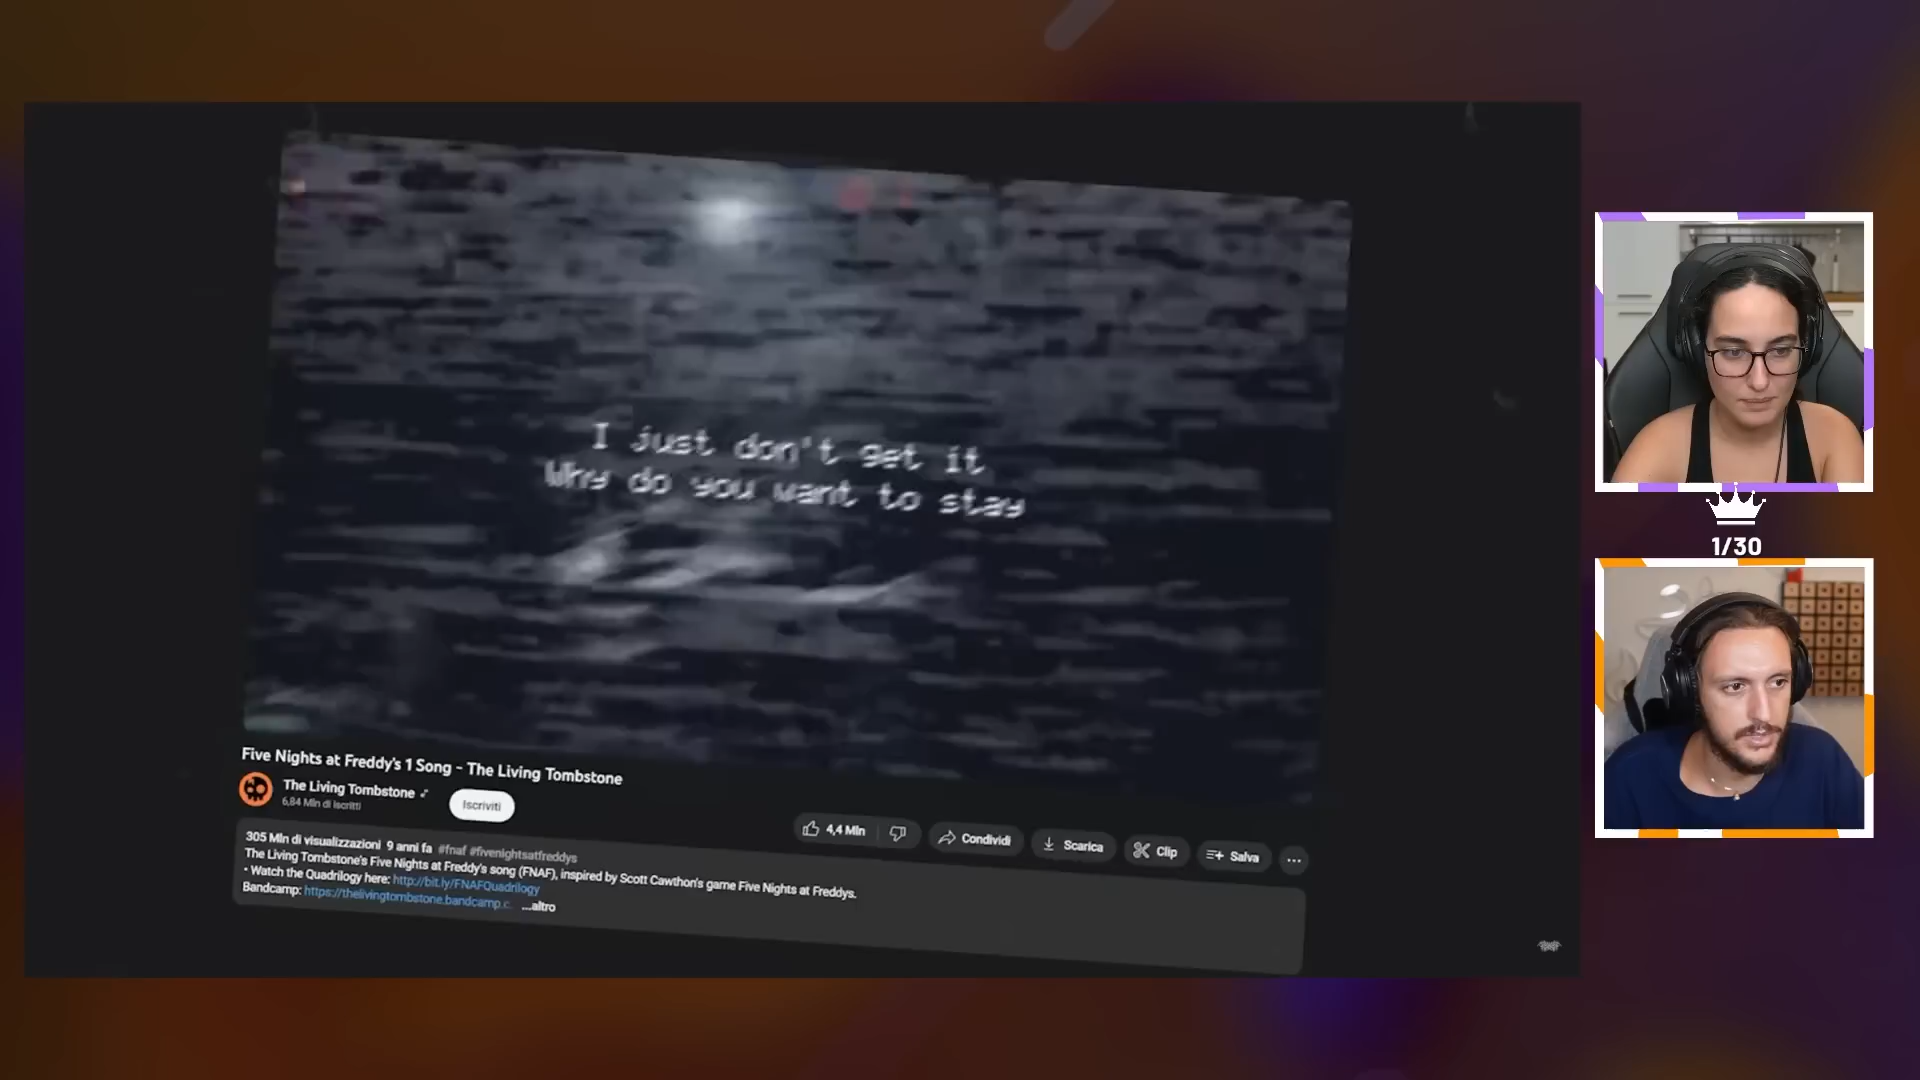 I just don't get it
Why do you want to stay
Five Nights at Freddy's 1 Song - The Living Tombstone
The Living Tombstone
6,84 Mln di iscritti
Iscriviti
4,4 Mln
Condividi
Scarica
Clip
Salva
305 Mln di visualizzazioni 9 anni fa #fnaf #fivenightsatfreddys
The Living Tombstone's Five Nights at Freddy's song (FNAF), inspired by Scott Cawthon's game Five Nights at Freddys.
• Watch the Quadrilogy here: http://bit.ly/FNAFQuadrilogy
Bandcamp: https://thelivingtombstone.bandcamp.c... ...altro
1/30